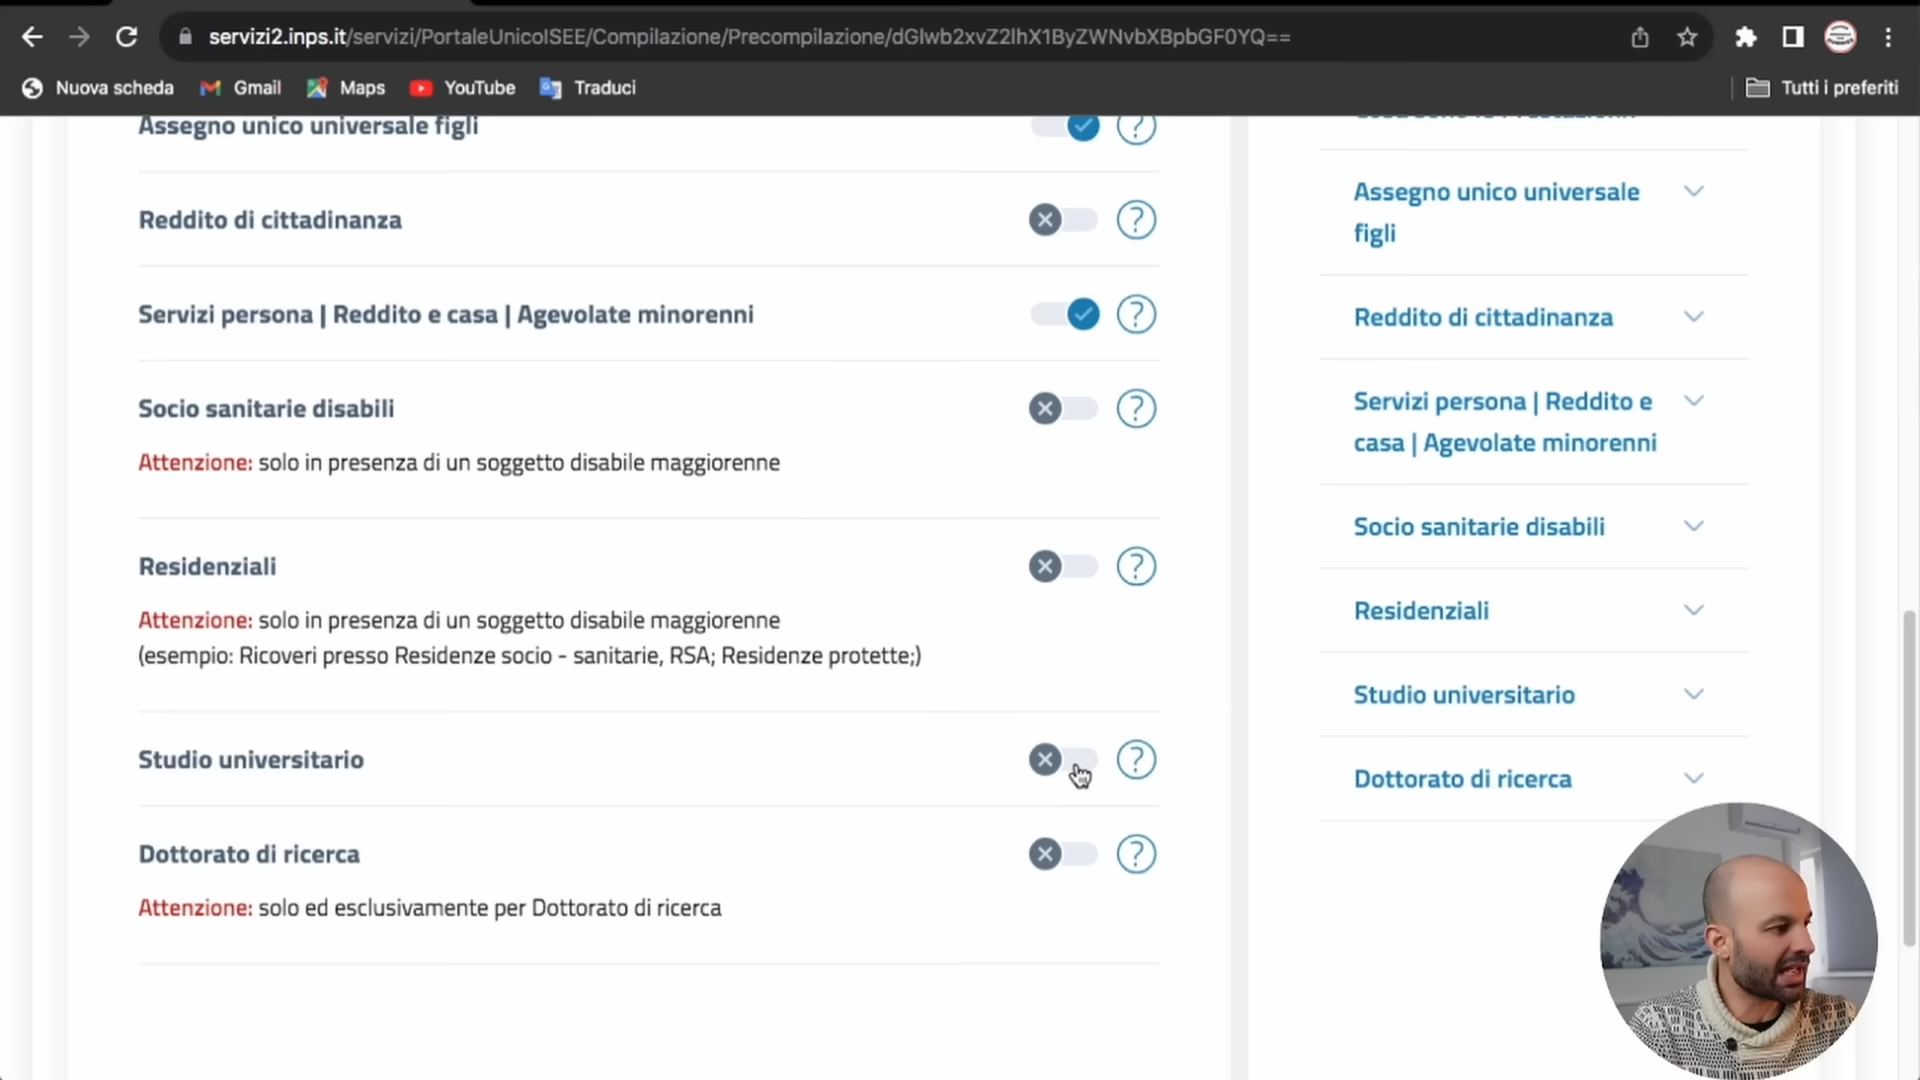 servizi2.inps.it/servizi/PortaleUnicoISEE/Compilazione/Precompilazione/dGlwb2xvZ2lhX1ByZWNvbXBpbGF0YQ==
Nuova scheda Gmail Maps YouTube Traduci Tutti i preferiti
Assegno unico universale figli
Reddito di cittadinanza
Servizi persona | Reddito e casa | Agevolate minorenni
Socio sanitarie disabili
Attenzione: solo in presenza di un soggetto disabile maggiorenne
Residenziali
Attenzione: solo in presenza di un soggetto disabile maggiorenne
(esempio: Ricoveri presso Residenze socio - sanitarie, RSA; Residenze protette;)
Studio universitario
Dottorato di ricerca
Attenzione: solo ed esclusivamente per Dottorato di ricerca
Assegno unico universale
figli
Reddito di cittadinanza
Servizi persona | Reddito e
casa | Agevolate minorenni
Socio sanitarie disabili
Residenziali
Studio universitario
Dottorato di ricerca